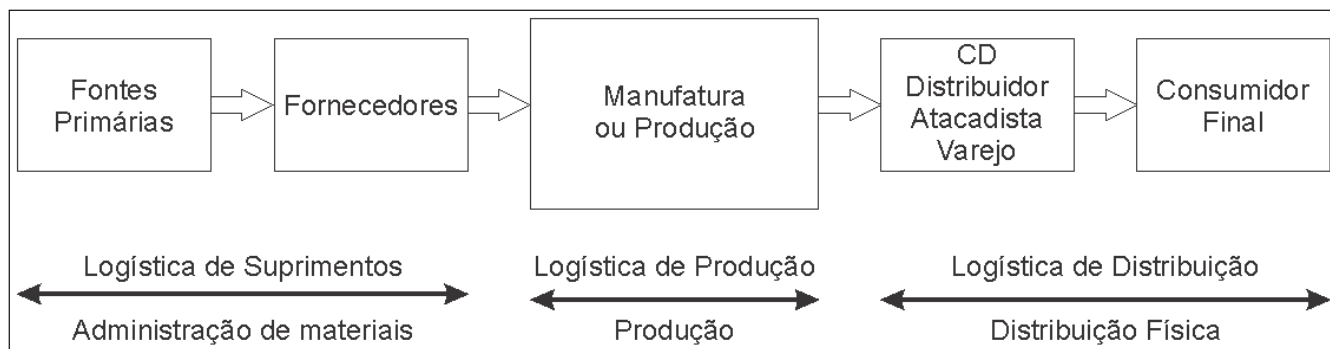 Fontes
Primárias
Fornecedores
Manufatura
ou Produção
CD
Distribuidor
Atacadista
Varejo
Consumidor
Final
Logística de Suprimentos
Administração de materiais
Logística de Produção
Produção
Logística de Distribuição
Distribuição Física